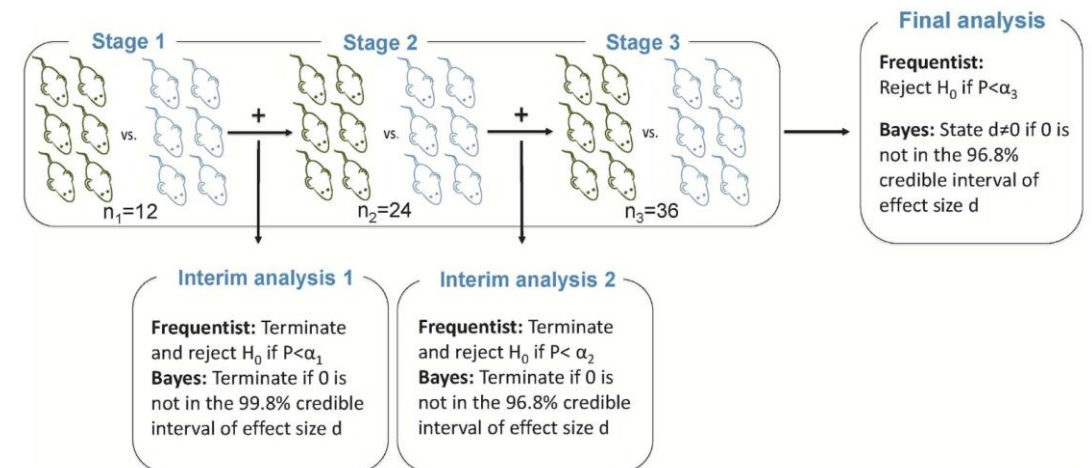 Stage 1
Stage 2
Stage 3
vs.
+
vs.
+
vs.
n₁=12
n₂=24
n₃=36
Final analysis
Frequentist:
Reject H₀ if P<α₃
Bayes: State d≠0 if 0 is
not in the 96.8%
credible interval of
effect size d
Interim analysis 1
Frequentist: Terminate
and reject H₀ if P<α₁
Bayes: Terminate if 0 is
not in the 99.8% credible
interval of effect size d
Interim analysis 2
Frequentist: Terminate
and reject H₀ if P< α₂
Bayes: Terminate if 0 is
not in the 96.8% credible
interval of effect size d